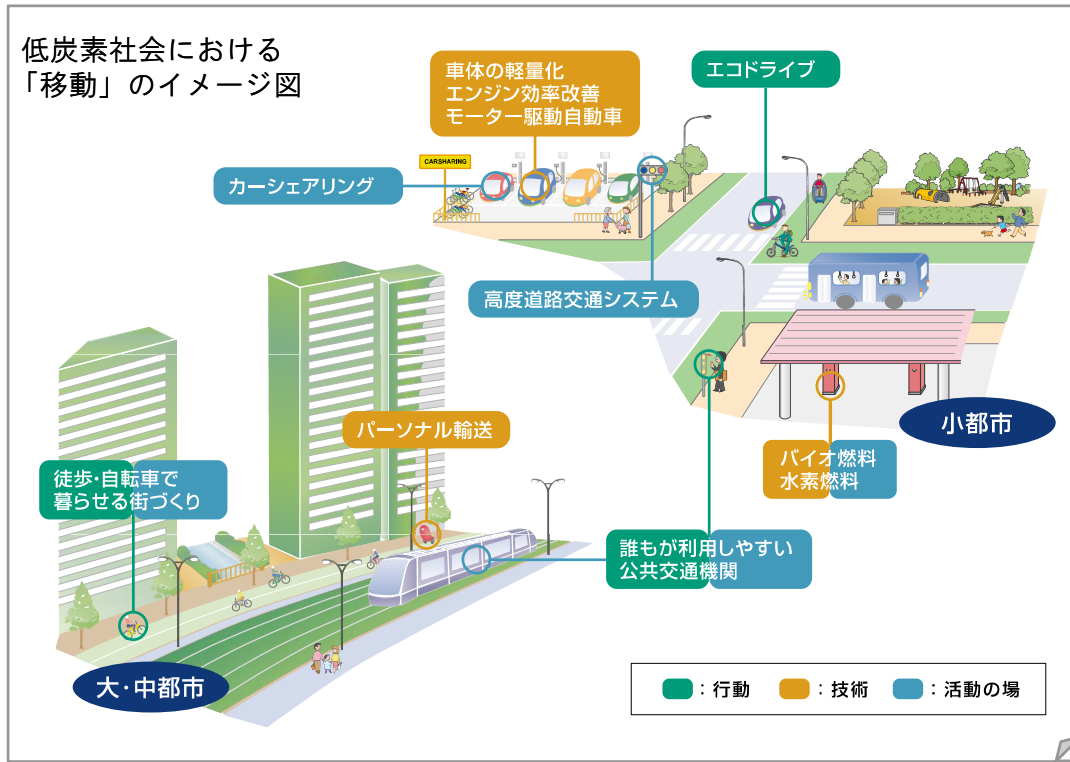 低炭素社会における
「移動」のイメージ図
車体の軽量化
エンジン効率改善
モーター駆動自動車
エコドライブ
CARSHARING
カーシェアリング
高度道路交通システム
小都市
パーソナル輸送
バイオ燃料
水素燃料
徒歩・自転車で
暮らせる街づくり
誰もが利用しやすい
公共交通機関
大・中都市
：行動
：技術
：活動の場